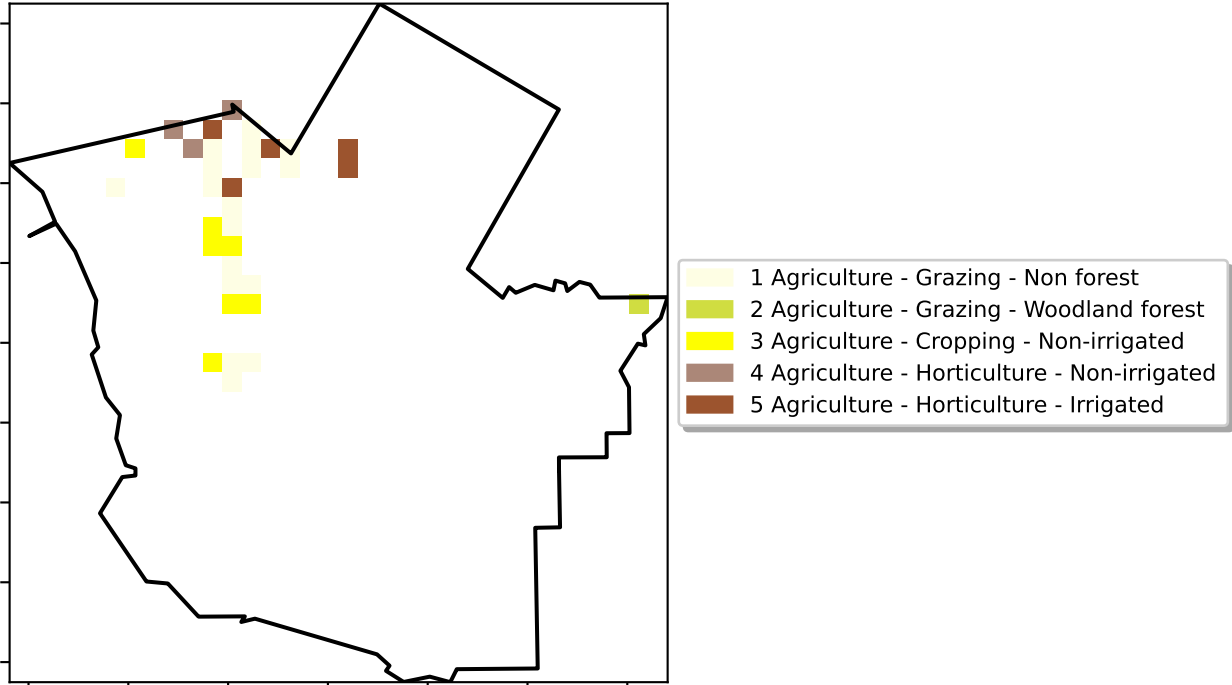 1 Agriculture - Grazing - Non forest
2 Agriculture - Grazing - Woodland forest
3 Agriculture - Cropping - Non-irrigated
4 Agriculture - Horticulture - Non-irrigated
5 Agriculture - Horticulture - Irrigated